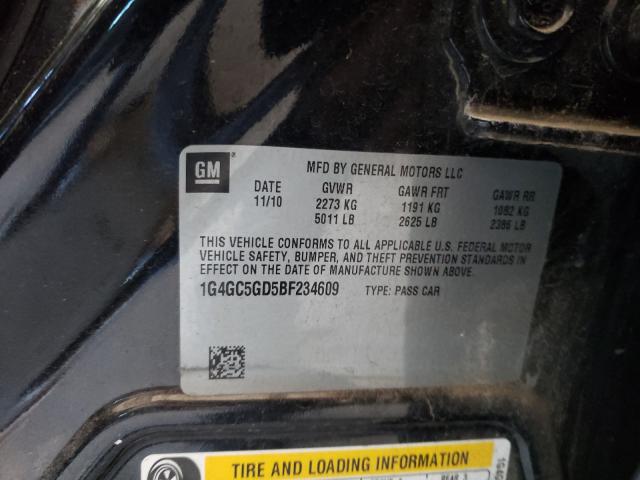 GM
MFD BY GENERAL MOTORS LLC
DATE GVWR GAWR FRT GAWR RR
11/10 2273 KG 1191 KG 1082 KG
5011 LB 2625 LB 2386 LB
THIS VEHICLE CONFORMS TO ALL APPLICABLE U.S. FEDERAL MOTOR
VEHICLE SAFETY, BUMPER, AND THEFT PREVENTION STANDARDS IN
EFFECT ON THE DATE OF MANUFACTURE SHOWN ABOVE.
1G4GC5GD5BF234609 TYPE: PASS CAR
TIRE AND LOADING INFORMATION